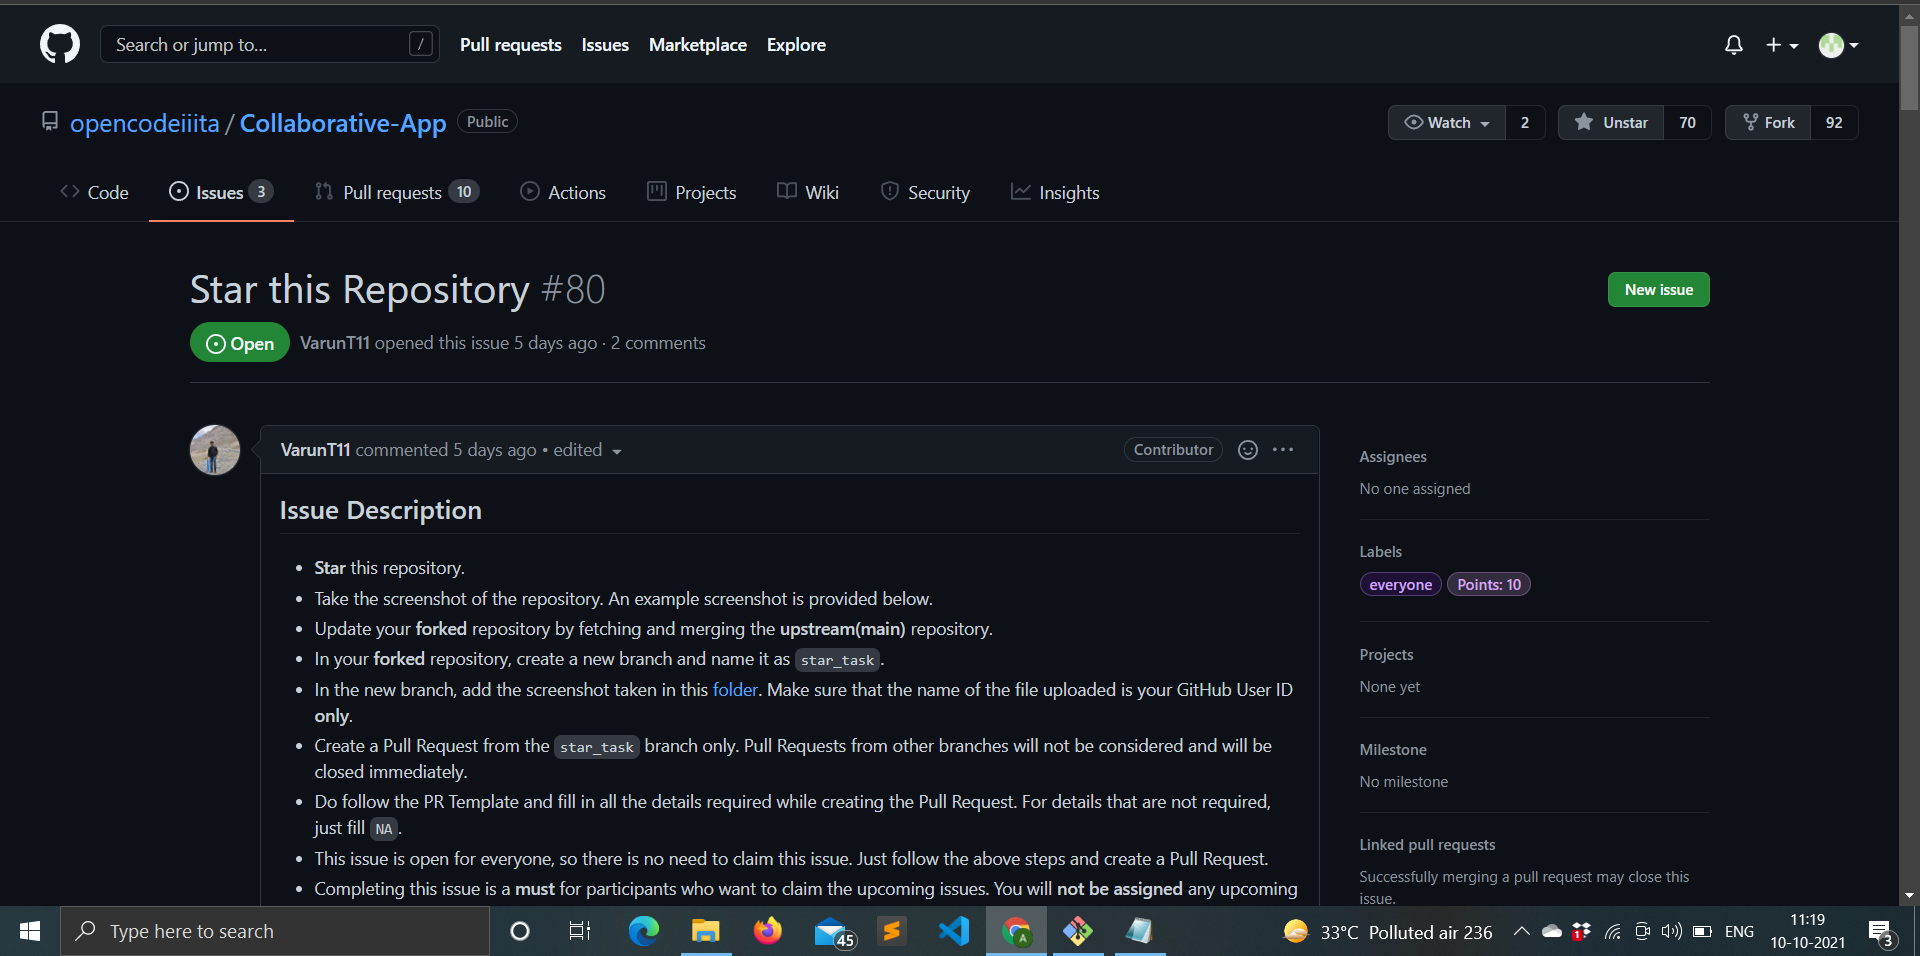 Search or jump to... /
Pull requests Issues Marketplace Explore
opencodeiiita / Collaborative-App Public
Watch 2 Unstar 70 Fork 92
Code Issues 3 Pull requests 10 Actions Projects Wiki Security Insights
Star this Repository #80
New issue
Open VarunT11 opened this issue 5 days ago · 2 comments
VarunT11 commented 5 days ago • edited Contributor
Issue Description
• Star this repository.
• Take the screenshot of the repository. An example screenshot is provided below.
• Update your forked repository by fetching and merging the upstream(main) repository.
• In your forked repository, create a new branch and name it as star_task.
• In the new branch, add the screenshot taken in this folder. Make sure that the name of the file uploaded is your GitHub User ID
only.
• Create a Pull Request from the star_task branch only. Pull Requests from other branches will not be considered and will be
closed immediately.
• Do follow the PR Template and fill in all the details required while creating the Pull Request. For details that are not required,
just fill NA.
• This issue is open for everyone, so there is no need to claim this issue. Just follow the above steps and create a Pull Request.
• Completing this issue is a must for participants who want to claim the upcoming issues. You will not be assigned any upcoming
Assignees
No one assigned
Labels
everyone Points: 10
Projects
None yet
Milestone
No milestone
Linked pull requests
Successfully merging a pull request may close this
issue.
Type here to search
45
A
33°C Polluted air 236
1
ENG
11:19
10-10-2021
3